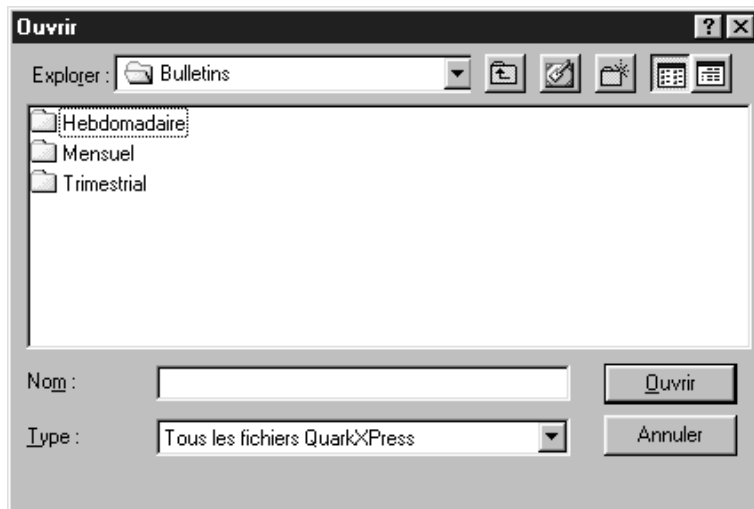 Ouvrir
Explorer : Bulletins
Hebdomadaire
Mensuel
Trimestrial
Nom : Ouvrir
Type : Tous les fichiers QuarkXPress Annuler